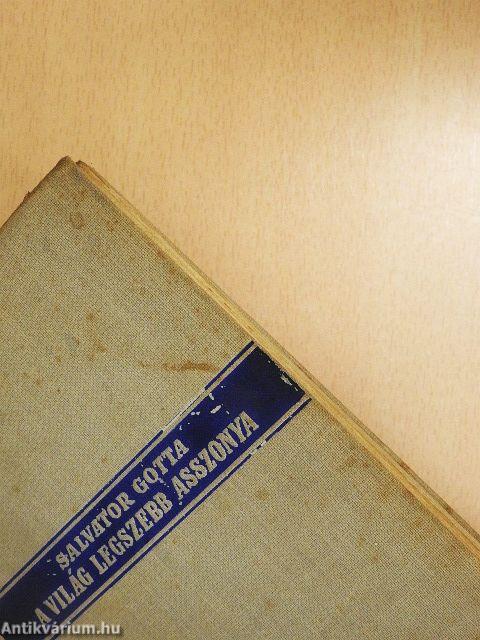 SALVATOR GOTTA
A VILÁG LEGSZEBB ASSZONYA
Antikvárium.hu